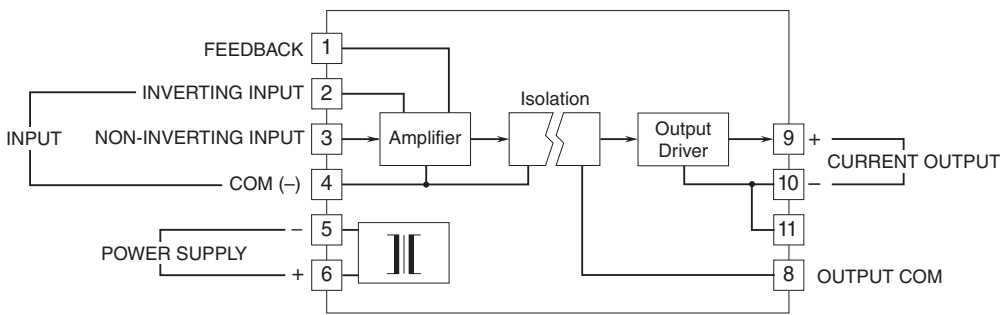 FEEDBACK 1
INVERTING INPUT 2
Isolation
INPUT
NON-INVERTING INPUT 3
Amplifier
Output
Driver
9 +
CURRENT OUTPUT
COM (–) 4
10 –
– 5
11
POWER SUPPLY
+ 6
8 OUTPUT COM